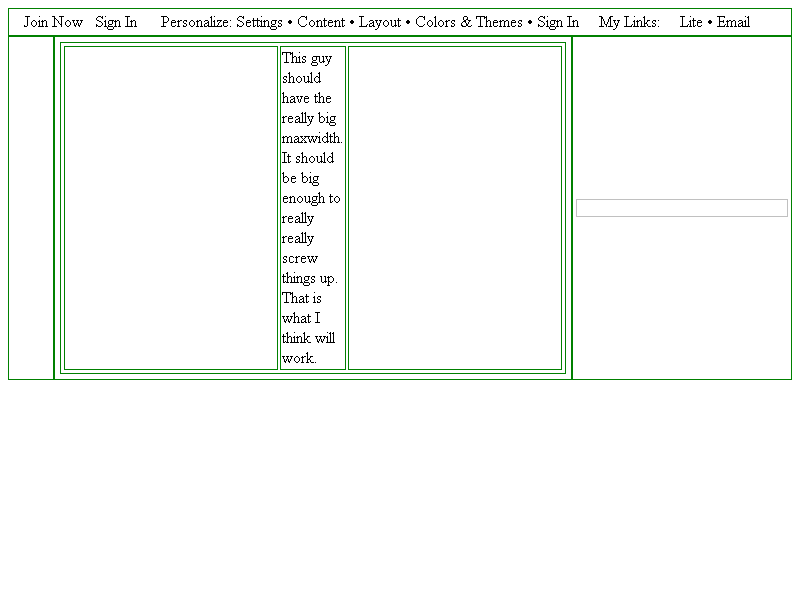 Join Now Sign In Personalize: Settings • Content • Layout • Colors & Themes • Sign In My Links: Lite • Email
This guy
should
have the
really big
maxwidth.
It should
be big
enough to
really
really
screw
things up.
That is
what I
think will
work.